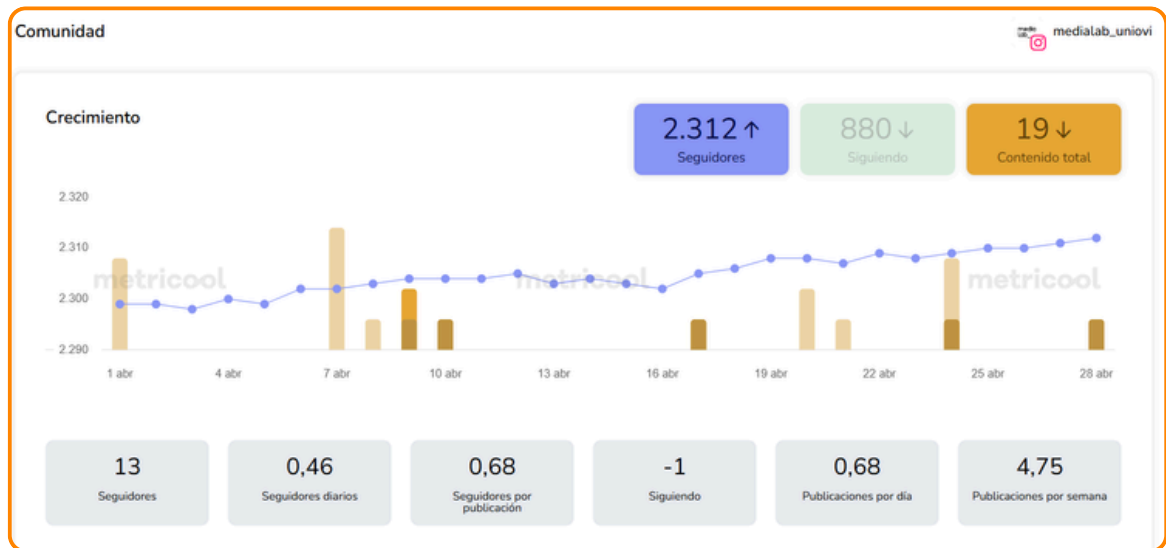 Comunidad
medialab_uniovi
Crecimiento
2.312 ↑
Seguidores
880 ↓
Siguiendo
19 ↓
Contenido total
2.320
2.310
2.300
2.290
metricool
metricool
metricool
1 abr
4 abr
7 abr
10 abr
13 abr
16 abr
19 abr
22 abr
25 abr
28 abr
13
Seguidores
0,46
Seguidores diarios
0,68
Seguidores por
publicación
-1
Siguiendo
0,68
Publicaciones por día
4,75
Publicaciones por semana